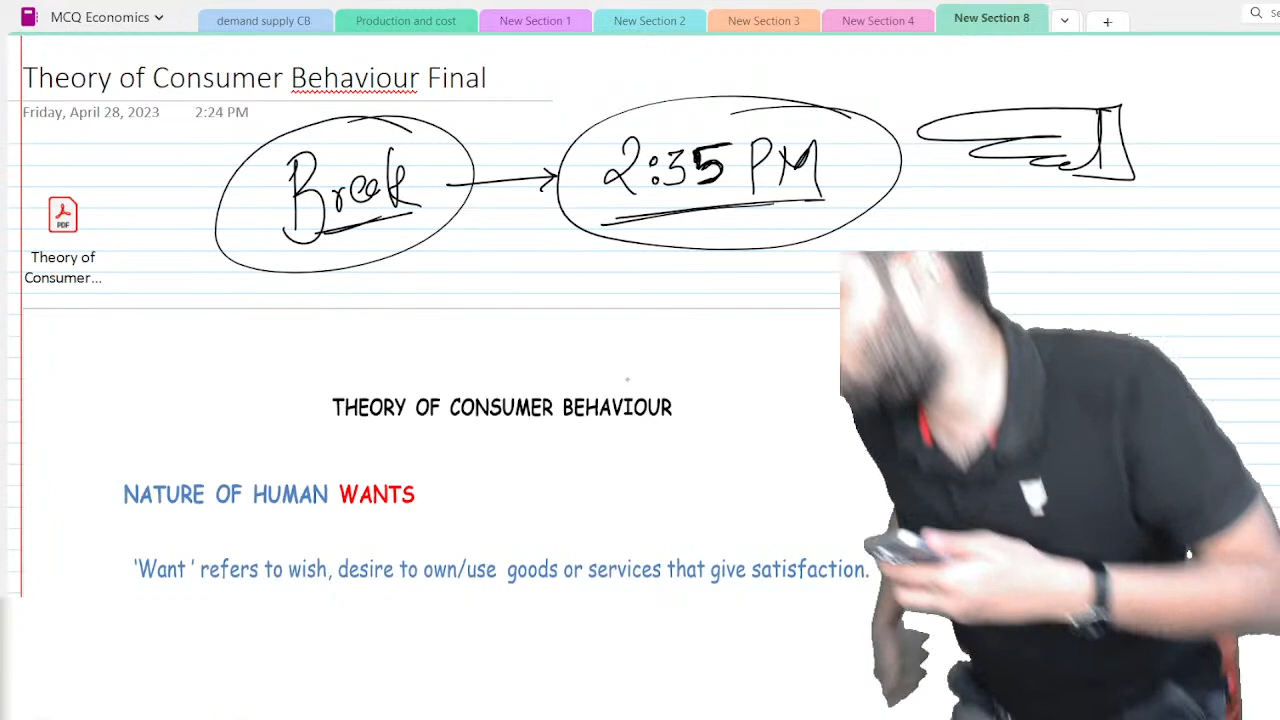 MCQ Economics
demand supply CB
Production and cost
New Section 1
New Section 2
New Section 3
New Section 4
New Section 8
Theory of Consumer Behaviour Final
Friday, April 28, 2023 2:24 PM
Break → 2:35 PM
PDF
Theory of
Consumer...
THEORY OF CONSUMER BEHAVIOUR
NATURE OF HUMAN WANTS
‘Want ’ refers to wish, desire to own/use goods or services that give satisfaction.